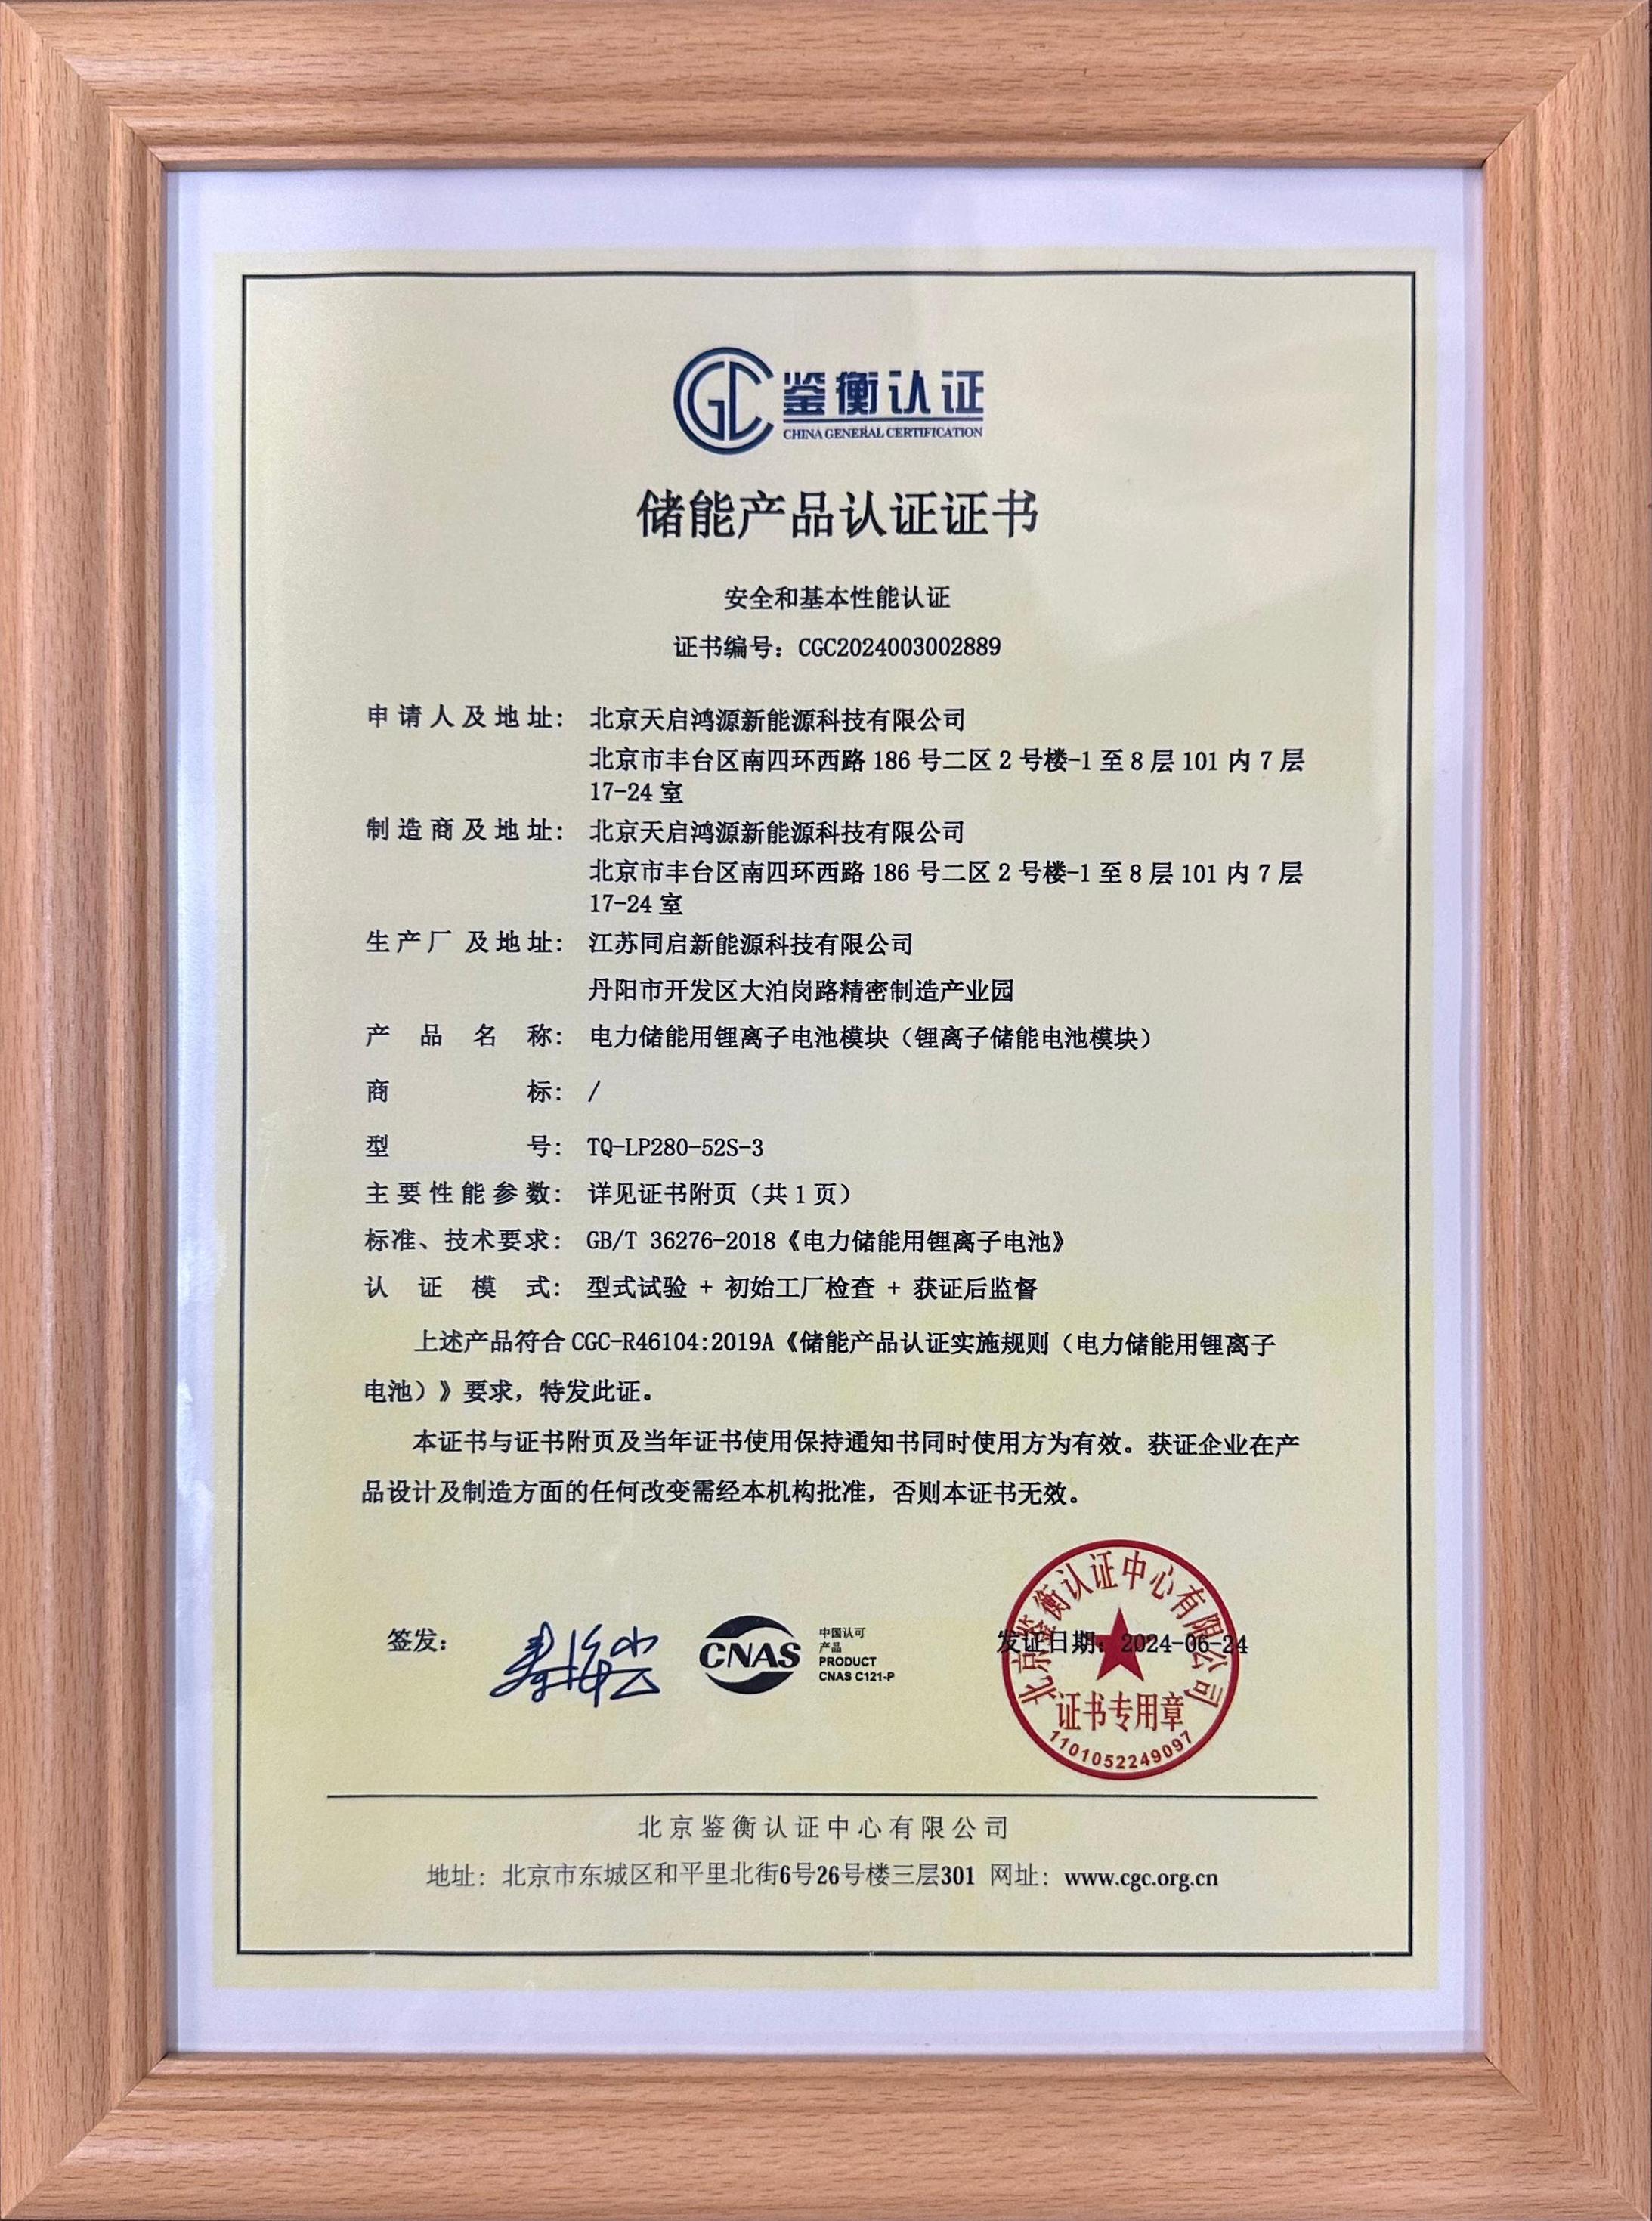 鉴衡认证
CHINA GENERAL CERTIFICATION
储能产品认证证书
安全和基本性能认证
证书编号：CGC2024003002889
申请人及地址：北京天启鸿源新能源科技有限公司
北京市丰台区南四环西路 186 号二区 2 号楼-1 至 8 层 101 内 7 层
17-24 室
制造商及地址：北京天启鸿源新能源科技有限公司
北京市丰台区南四环西路 186 号二区 2 号楼-1 至 8 层 101 内 7 层
17-24 室
生产厂及地址：江苏同启新能源科技有限公司
丹阳市开发区大泊岗路精密制造产业园
产品名称：电力储能用锂离子电池模块（锂离子储能电池模块）
商标：/
型号：TQ-LP280-52S-3
主要性能参数：详见证书附页（共 1 页）
标准、技术要求：GB/T 36276-2018《电力储能用锂离子电池》
认证模式：型式试验 + 初始工厂检查 + 获证后监督
上述产品符合 CGC-R46104:2019A《储能产品认证实施规则（电力储能用锂离子
电池）》要求，特发此证。
本证书与证书附页及当年证书使用保持通知书同时使用方为有效。获证企业在产
品设计及制造方面的任何改变需经本机构批准，否则本证书无效。
签发：
CNAS
中国认可
产品
PRODUCT
CNAS C121-P
发证日期：2024-06-24
北京鉴衡认证中心有限公司
证书专用章
1101052249097
北京鉴衡认证中心有限公司
地址：北京市东城区和平里北街6号26号楼三层301 网址：www.cgc.org.cn